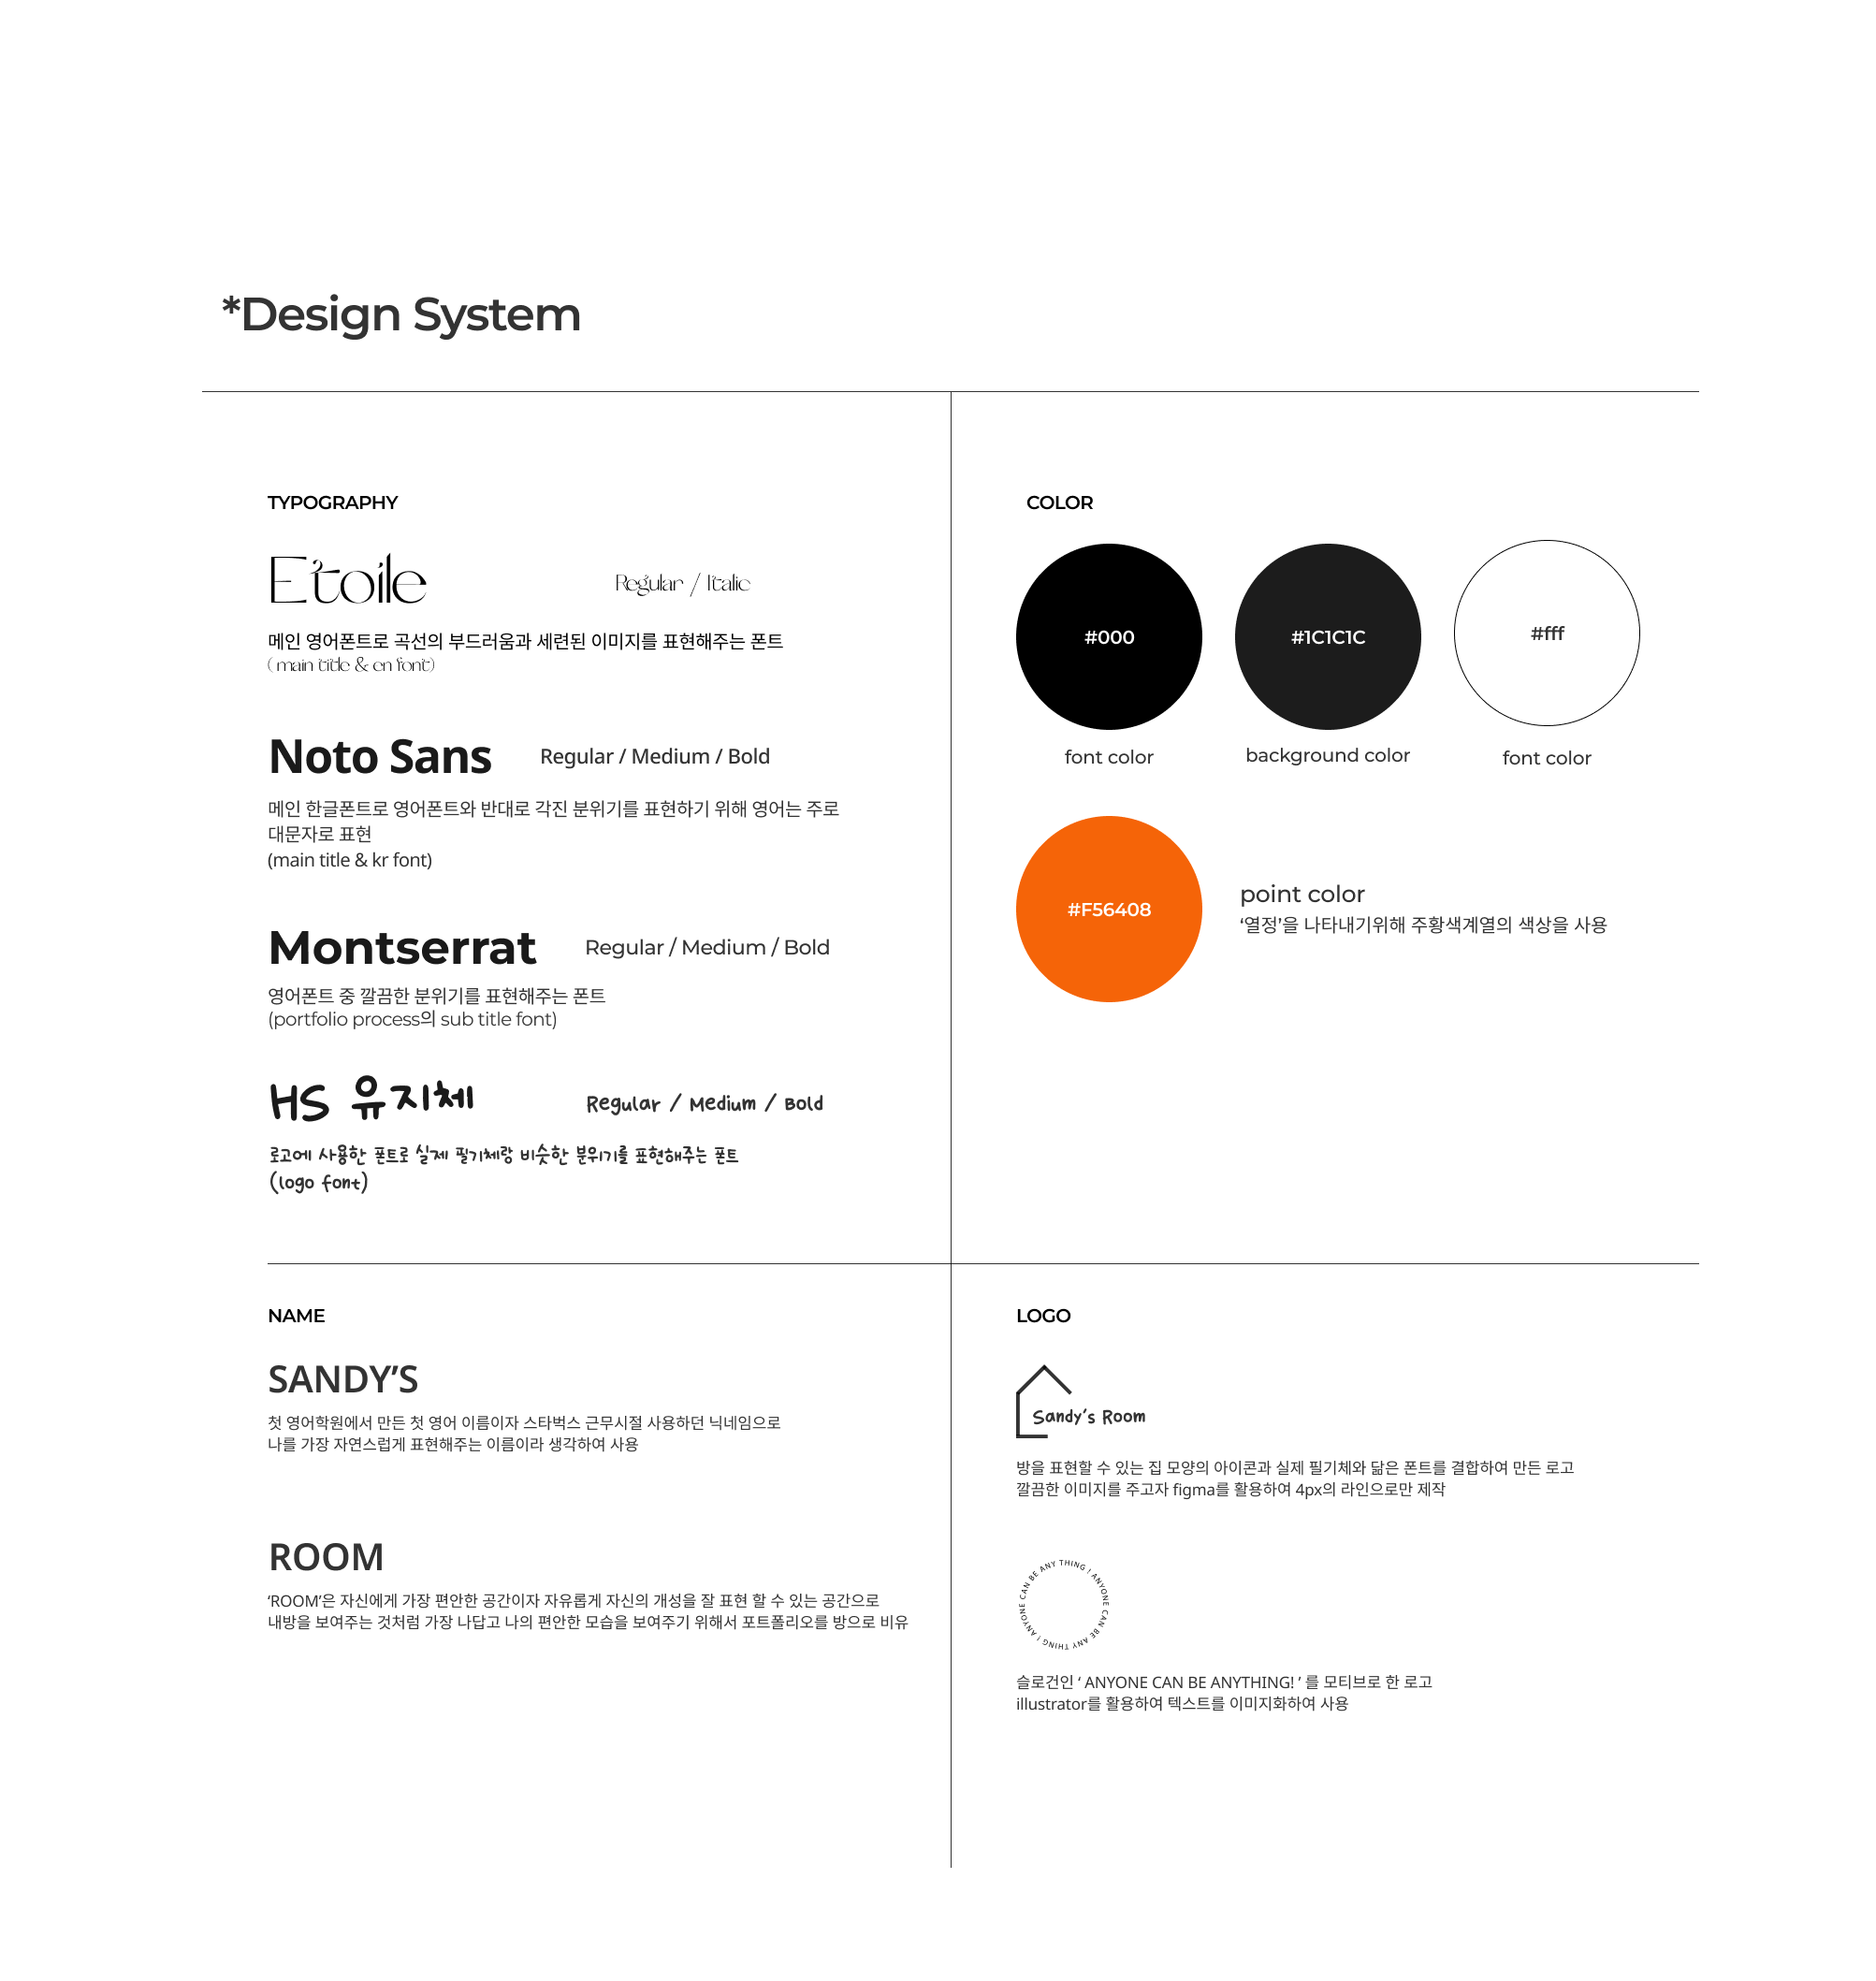 *Design System
TYPOGRAPHY
Etoile
Regular / Italic
메인 영어폰트로 곡선의 부드러움과 세련된 이미지를 표현해주는 폰트
( main title & en font)
Noto Sans
Regular / Medium / Bold
메인 한글폰트로 영어폰트와 반대로 각진 분위기를 표현하기 위해 영어는 주로
대문자로 표현
(main title & kr font)
Montserrat
Regular / Medium / Bold
영어폰트 중 깔끔한 분위기를 표현해주는 폰트
(portfolio process의 sub title font)
HS 유지체
Regular / Medium / Bold
로고에 사용한 폰트로 실제 필기체랑 비슷한 분위기를 표현해주는 폰트
(logo font)
COLOR
#000
#1C1C1C
#fff
font color
background color
font color
#F56408
point color
‘열정’을 나타내기위해 주황색계열의 색상을 사용
NAME
SANDY’S
첫 영어학원에서 만든 첫 영어 이름이자 스타벅스 근무시절 사용하던 닉네임으로
나를 가장 자연스럽게 표현해주는 이름이라 생각하여 사용
ROOM
‘ROOM’은 자신에게 가장 편안한 공간이자 자유롭게 자신의 개성을 잘 표현 할 수 있는 공간으로
내방을 보여주는 것처럼 가장 나답고 나의 편안한 모습을 보여주기 위해서 포트폴리오를 방으로 비유
LOGO
Sandy’s Room
방을 표현할 수 있는 집 모양의 아이콘과 실제 필기체와 닮은 폰트를 결합하여 만든 로고
깔끔한 이미지를 주고자 figma를 활용하여 4px의 라인으로만 제작
ANYONE CAN BE ANY THING ! ANYONE CAN BE ANY THING !
슬로건인 ‘ ANYONE CAN BE ANYTHING! ’ 를 모티브로 한 로고
illustrator를 활용하여 텍스트를 이미지화하여 사용